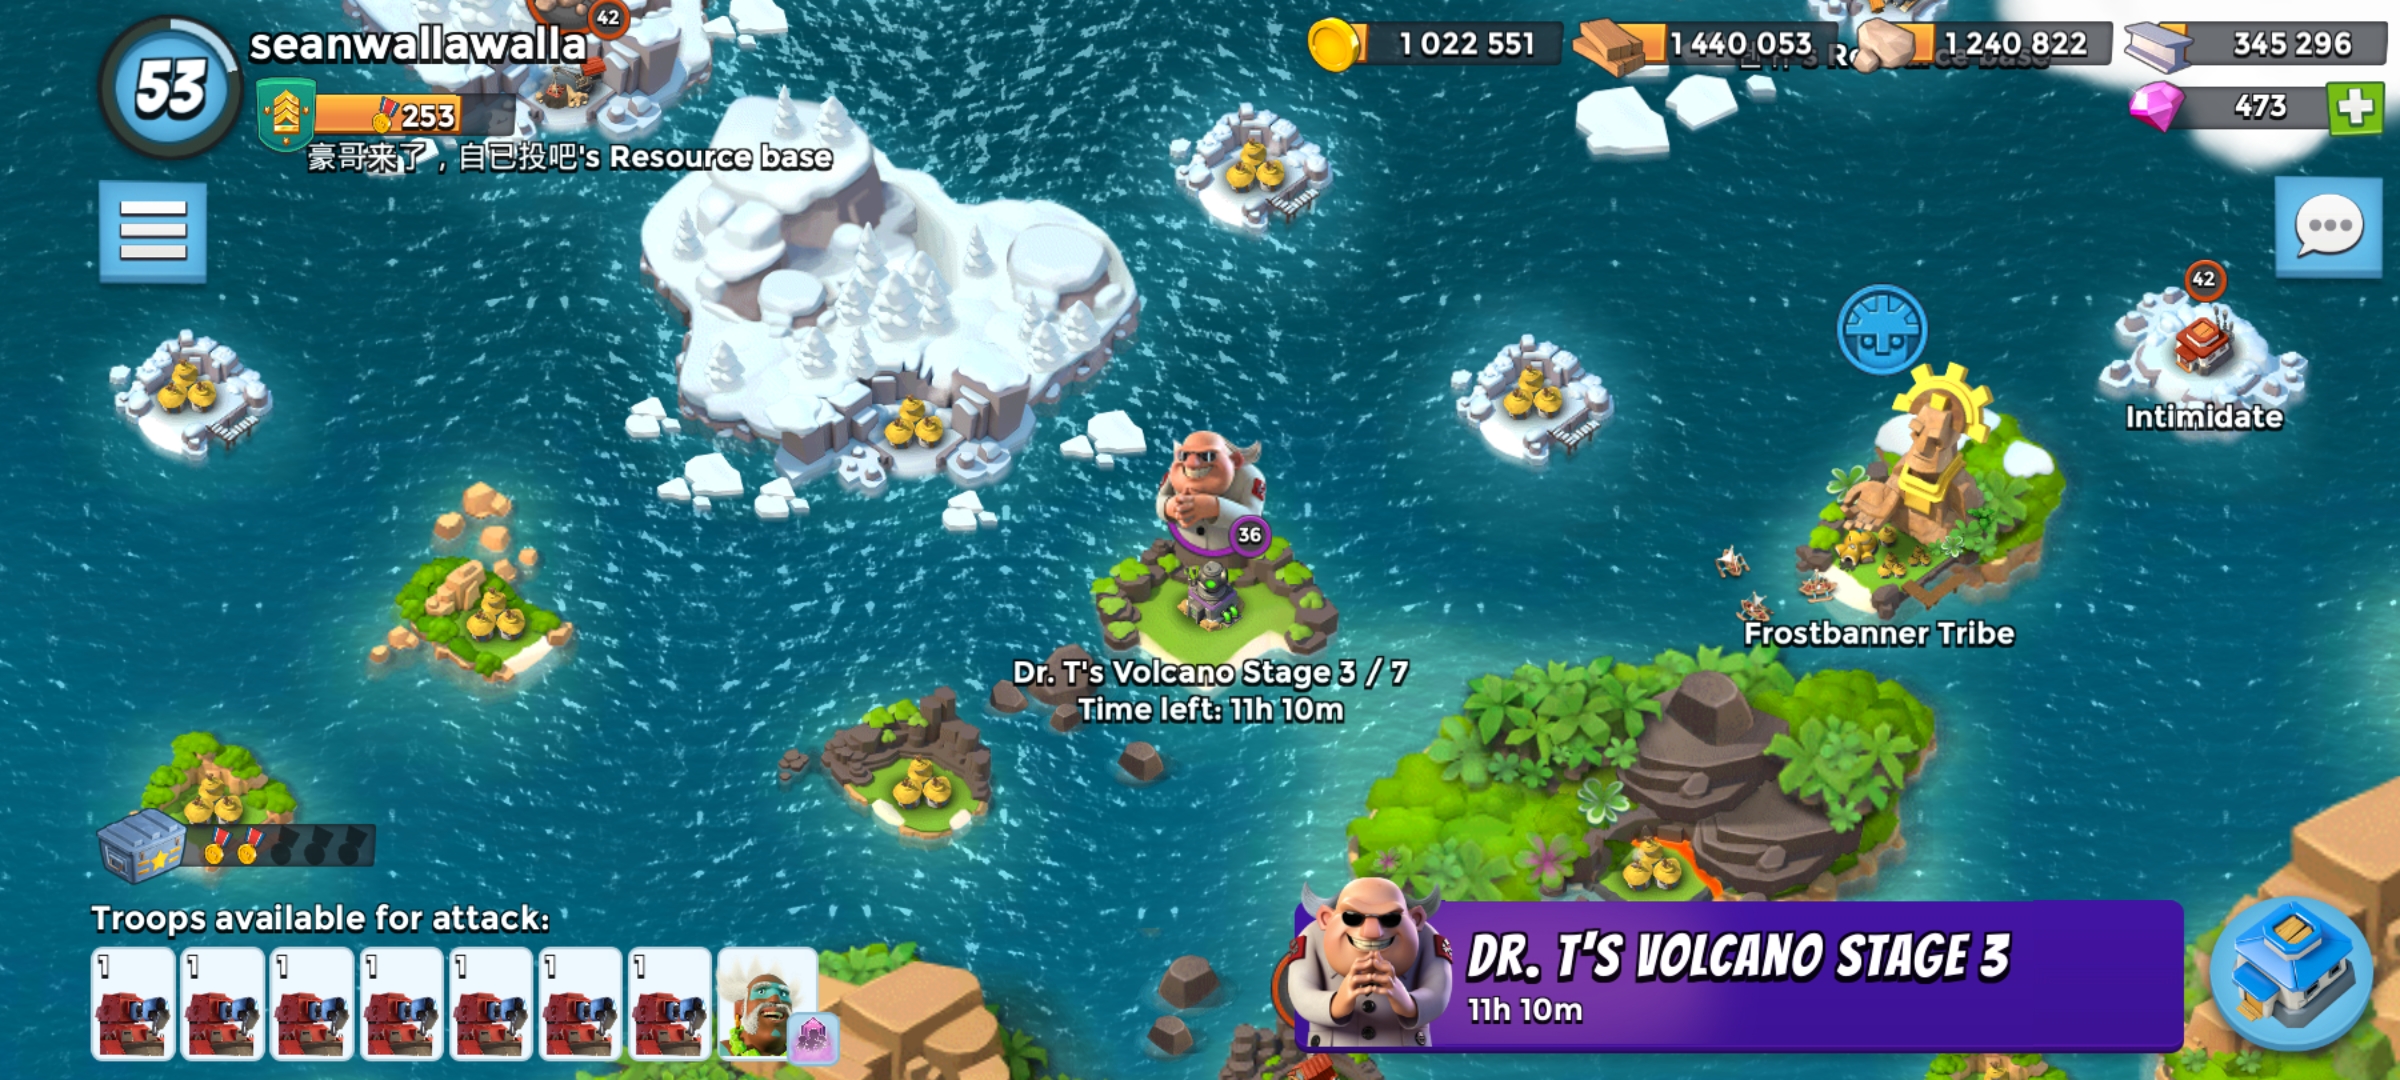 42
seanwallawalla
53
253
豪哥来了，自已投吧's Resource base
1 022 551
1 440 053
1 240 822
345 296
473
42
Intimidate
36
Frostbanner Tribe
Dr. T's Volcano Stage 3 / 7
Time left: 11h 10m
Troops available for attack:
1 1 1 1 1 1 1
DR. T'S VOLCANO STAGE 3
11h 10m